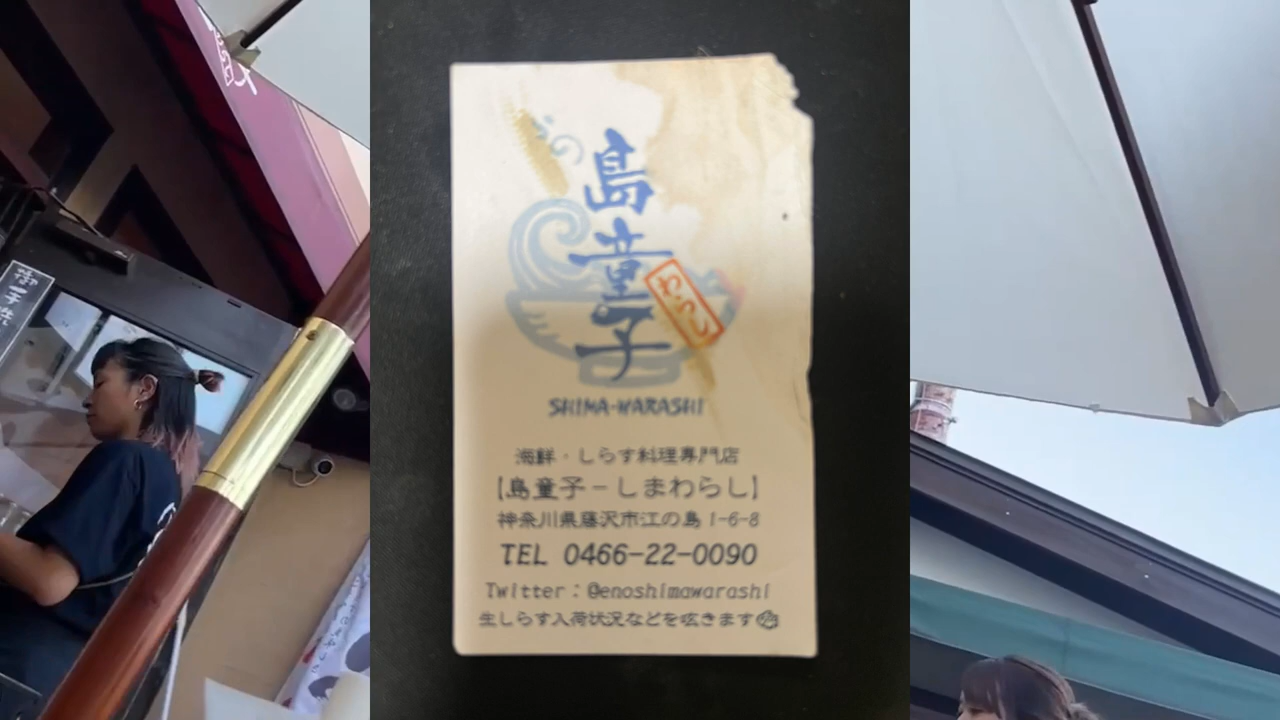 御手洗
島童子
わらし
SHIMA-WARASHI
海鮮・しらす料理専門店
【島童子－しまわらし】
神奈川県藤沢市江の島 1-6-8
TEL 0466-22-0090
Twitter：@enoshimawarashi
生しらす入荷状況などを呟きます